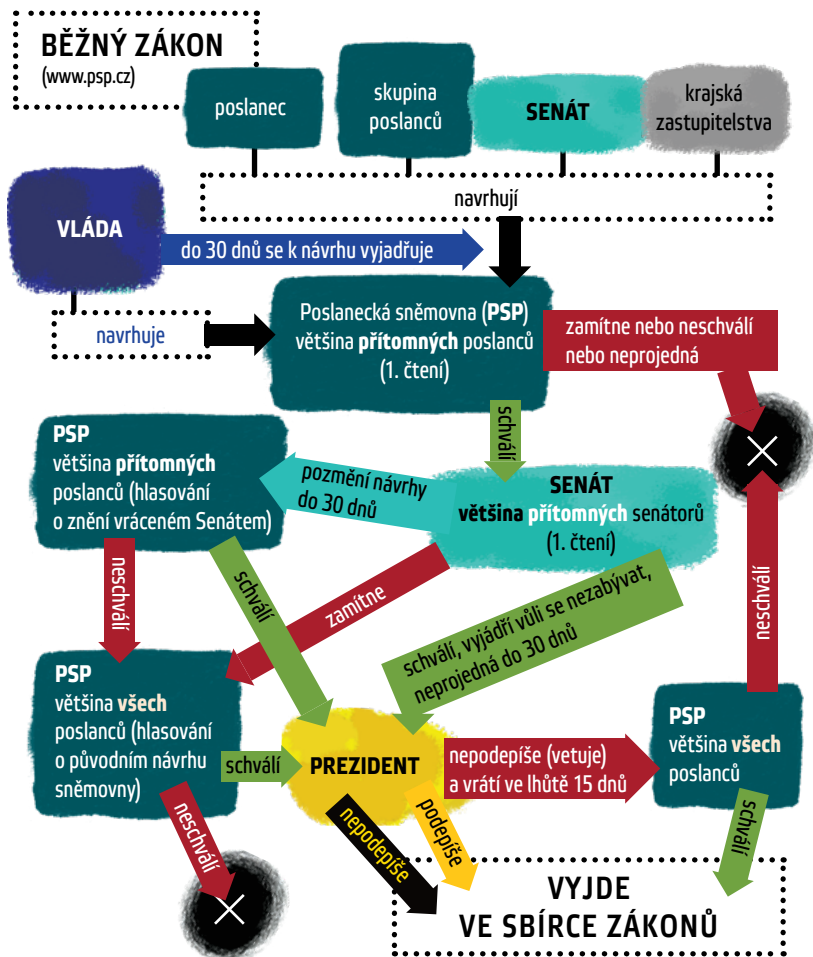 BĚŽNÝ ZÁKON
(www.psp.cz)
poslanec
skupina
poslanců
SENÁT
krajská
zastupitelstva
navrhují
VLÁDA
do 30 dnů se k návrhu vyjadřuje
navrhuje
Poslanecká sněmovna (PSP)
většina přítomných poslanců
(1. čtení)
zamítne nebo neschválí
nebo neprojedná
schválí
PSP
většina přítomných
poslanců (hlasování
o znění vráceném Senátem)
pozmění návrhy
do 30 dnů
SENÁT
většina přítomných senátorů
(1. čtení)
neschválí
schválí
zamítne
schválí, vyjádří vůli se nezabývat,
neprojedná do 30 dnů
neschválí
PSP
většina všech
poslanců (hlasování
o původním návrhu
sněmovny)
schválí
PREZIDENT
nepodepíše (vetuje)
a vrátí ve lhůtě 15 dnů
PSP
většina všech
poslanců
neschválí
nepodepíše
podepíše
schválí
VYJDE
VE SBÍRCE ZÁKONŮ